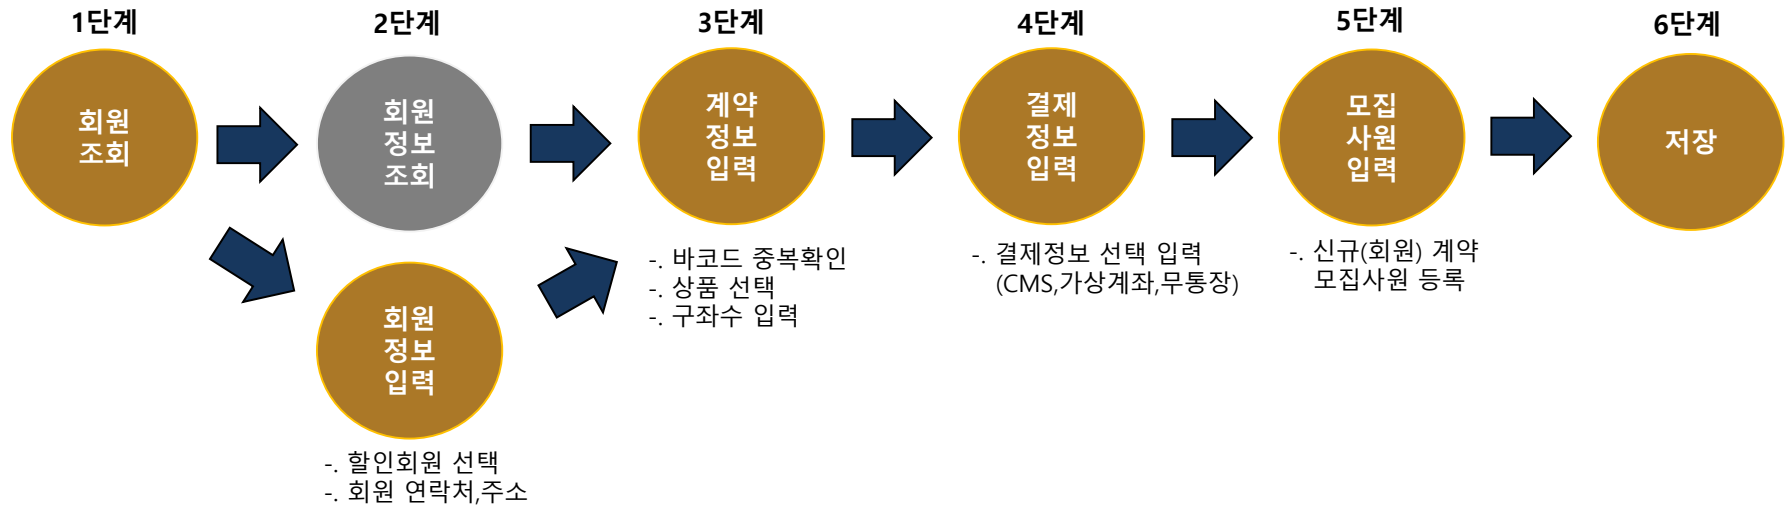 1단계
2단계
3단계
4단계
5단계
6단계
회원
조회
회원
정보
조회
계약
정보
입력
결제
정보
입력
모집
사원
입력
저장
회원
정보
입력
-. 할인회원 선택
-. 회원 연락처,주소
-. 바코드 중복확인
-. 상품 선택
-. 구좌수 입력
-. 결제정보 선택 입력
(CMS,가상계좌,무통장)
-. 신규(회원) 계약
모집사원 등록